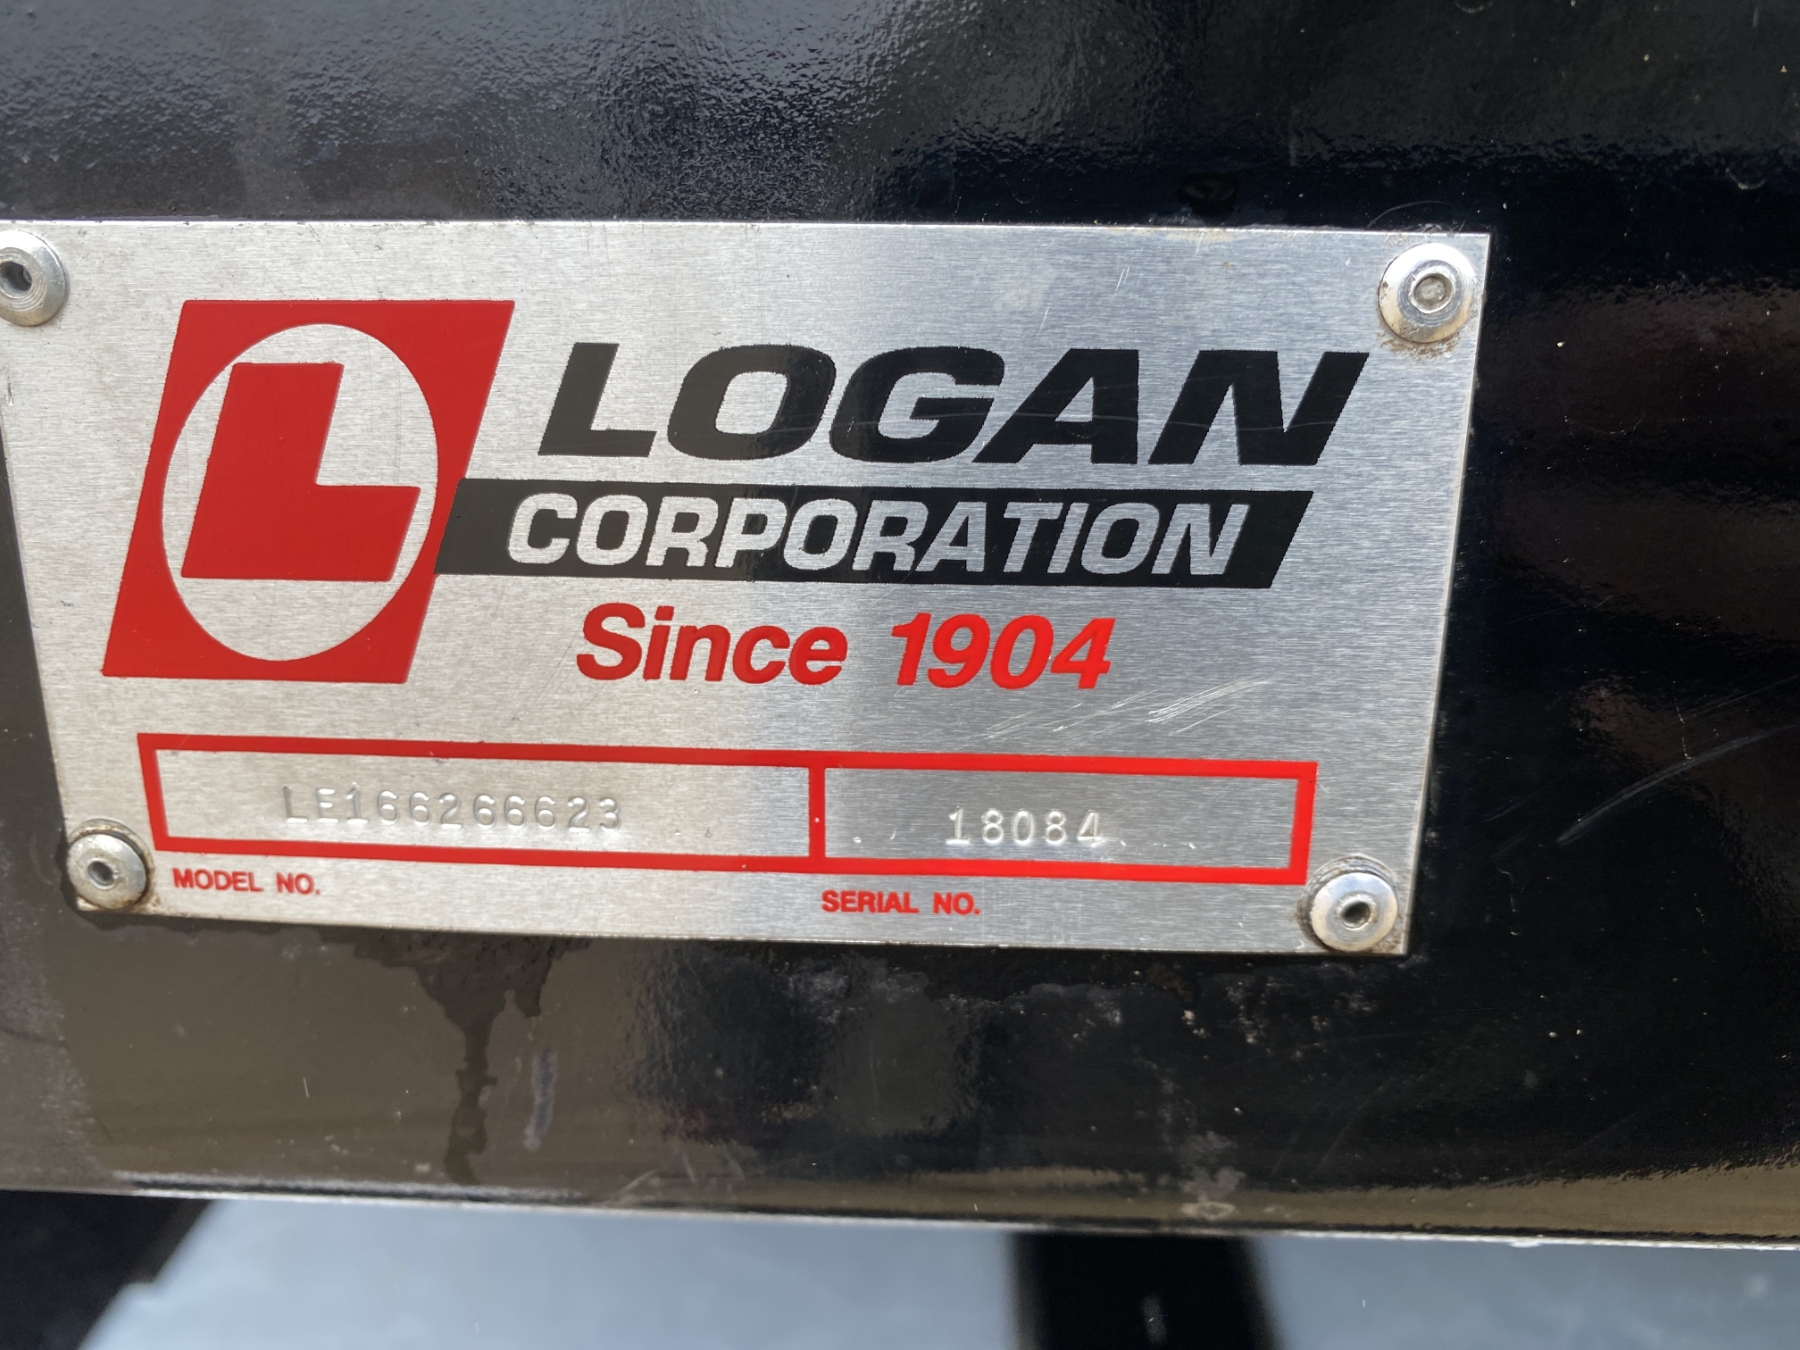 L
LOGAN
CORPORATION
Since 1904
LE166266623 18084
MODEL NO. SERIAL NO.